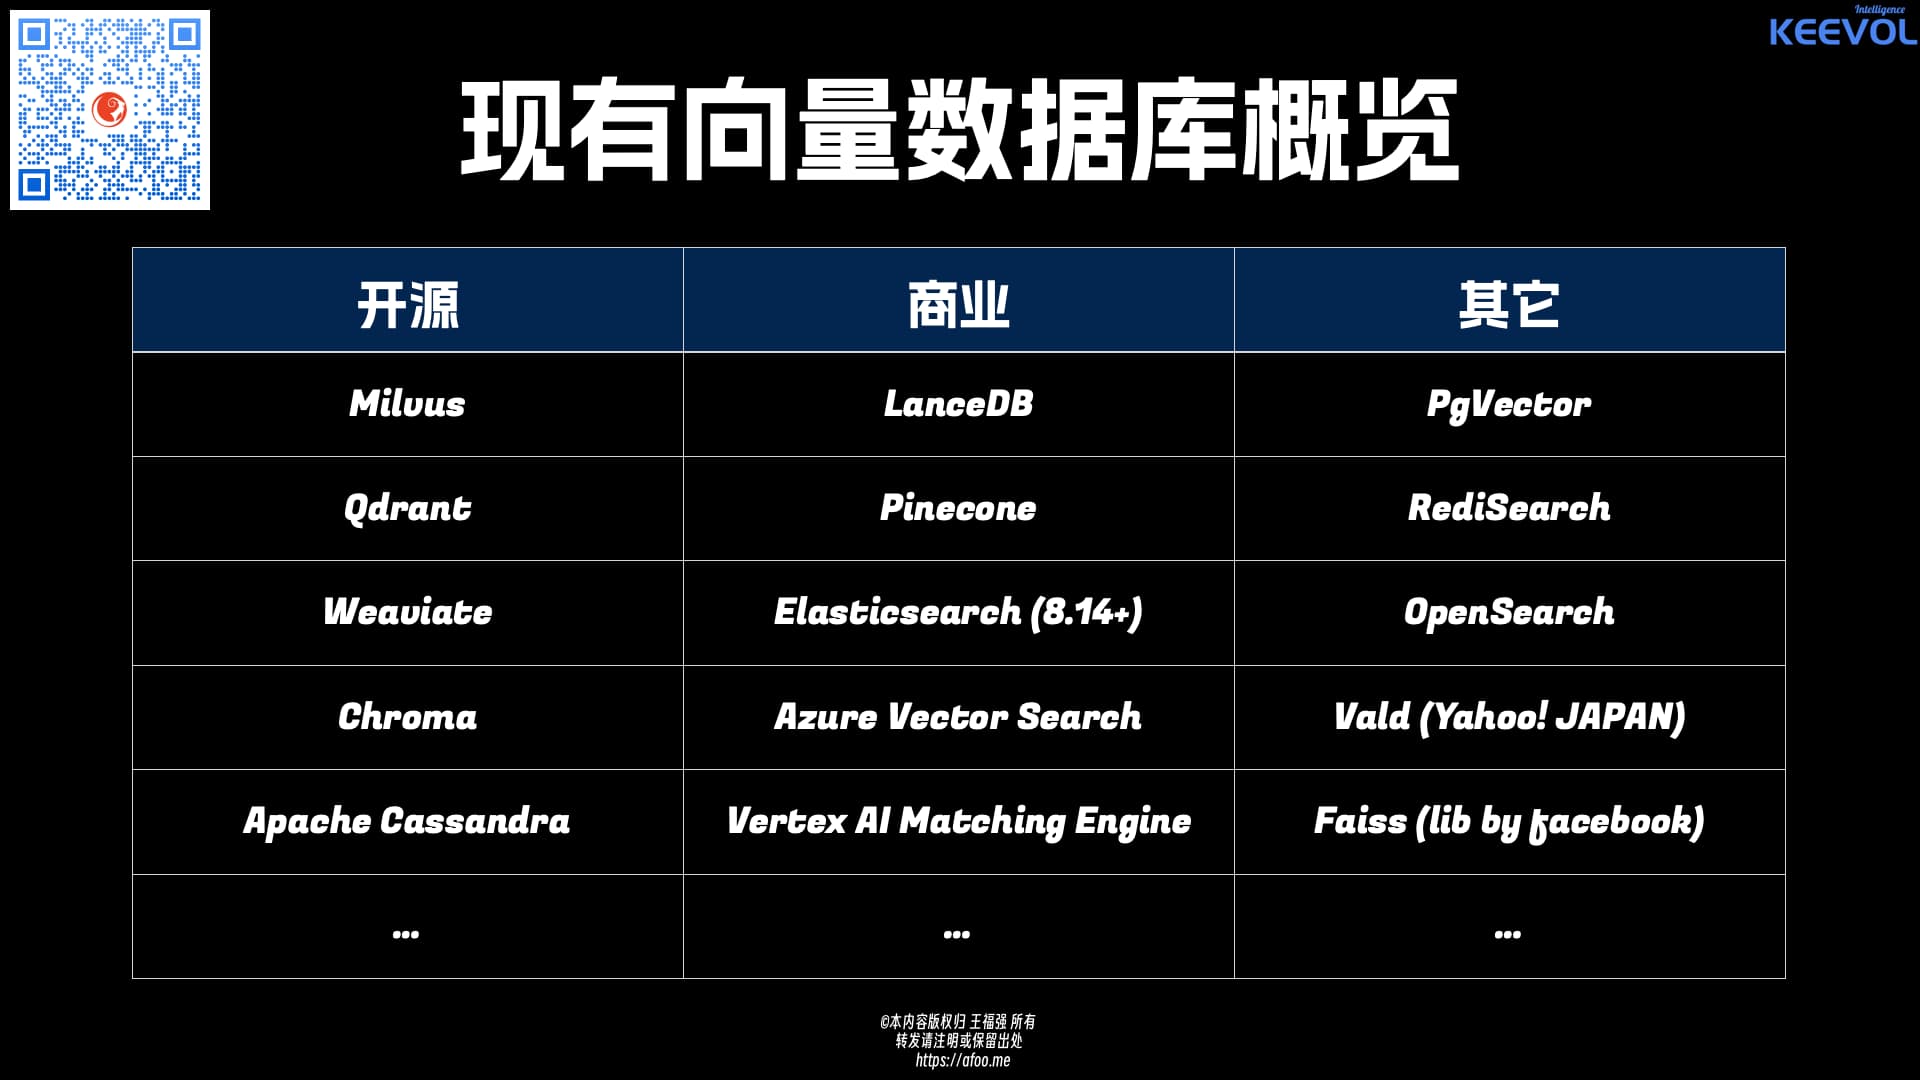 Intelligence
KEEVOL
现有向量数据库概览
开源 商业 其它
Milvus LanceDB PgVector
Qdrant Pinecone RediSearch
Weaviate Elasticsearch (8.14+) OpenSearch
Chroma Azure Vector Search Vald (Yahoo! JAPAN)
Apache Cassandra Vertex AI Matching Engine Faiss (lib by facebook)
... ... ...
©本内容版权归 王福强 所有
转发请注明或保留出处
https://afoo.me